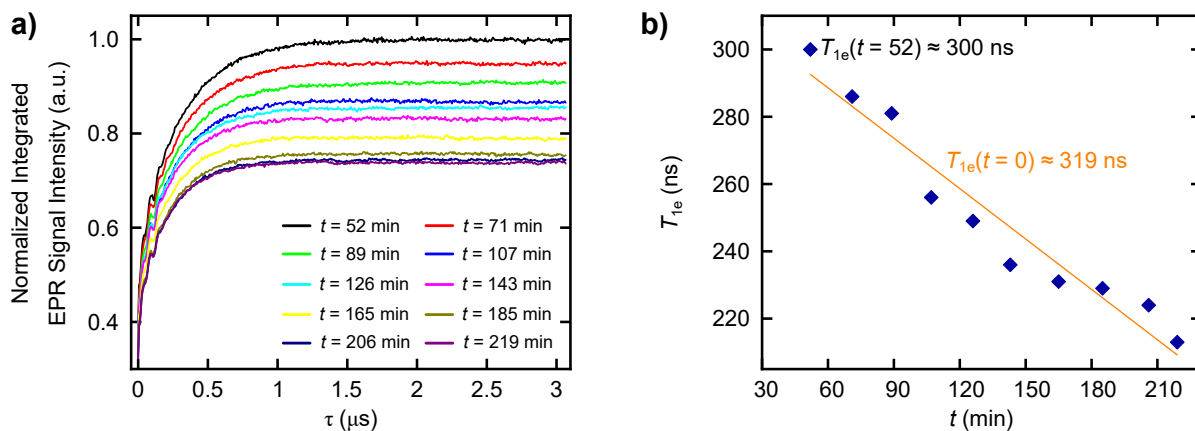 a)
Normalized Integrated
EPR Signal Intensity (a.u.)
1.0
0.8
0.6
0.4
t = 52 min
t = 71 min
t = 89 min
t = 107 min
t = 126 min
t = 143 min
t = 165 min
t = 185 min
t = 206 min
t = 219 min
0 0.5 1 1.5 2 2.5 3
τ (μs)
b)
T1e (ns)
300
280
260
240
220
T1e(t = 52) ≈ 300 ns
T1e(t = 0) ≈ 319 ns
30 60 90 120 150 180 210
t (min)